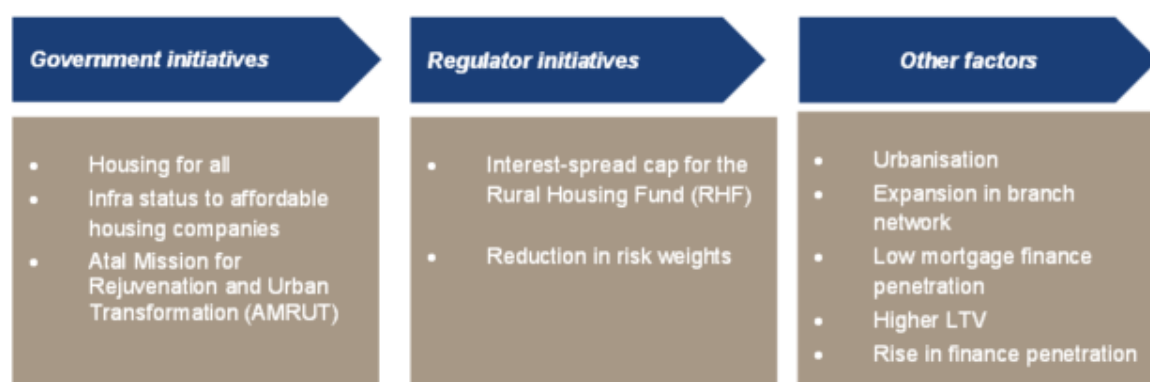 Government initiatives
• Housing for all
• Infra status to affordable
housing companies
• Atal Mission for
Rejuvenation and Urban
Transformation (AMRUT)
Regulator initiatives
• Interest-spread cap for the
Rural Housing Fund (RHF)
• Reduction in risk weights
Other factors
• Urbanisation
• Expansion in branch
network
• Low mortgage finance
penetration
• Higher LTV
• Rise in finance penetration